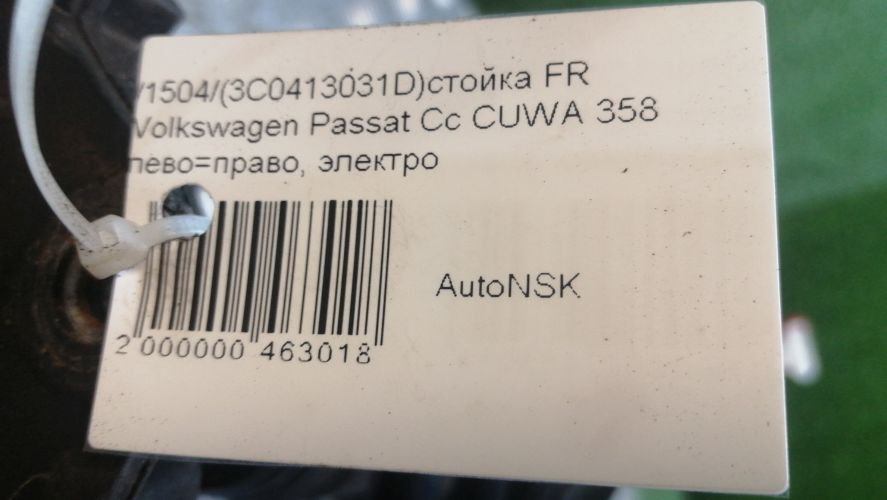 /1504/(3C0413031D)стойка FR
Volkswagen Passat Cc CUWA 358
лево=право, электро
AutoNSK
2 000000 463018